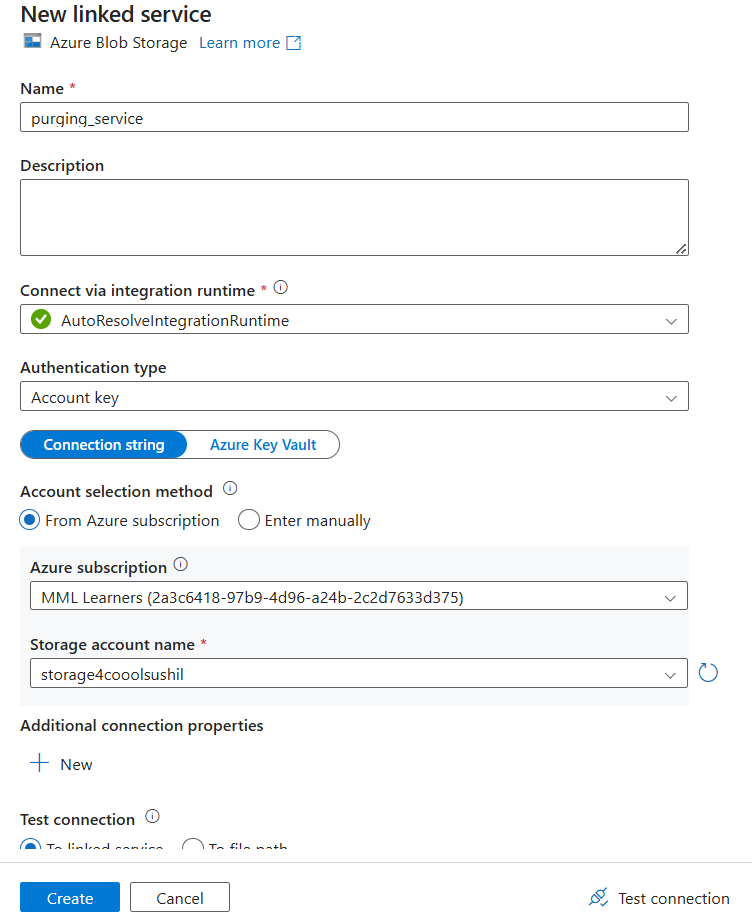 New linked service
Azure Blob Storage Learn more
Name *
purging_service
Description
Connect via integration runtime *
AutoResolveIntegrationRuntime
Authentication type
Account key
Connection string Azure Key Vault
Account selection method
From Azure subscription Enter manually
Azure subscription
MML Learners (2a3c6418-97b9-4d96-a24b-2c2d7633d375)
Storage account name *
storage4cooolsushil
Additional connection properties
New
Test connection
To linked service To file path
Create Cancel Test connection